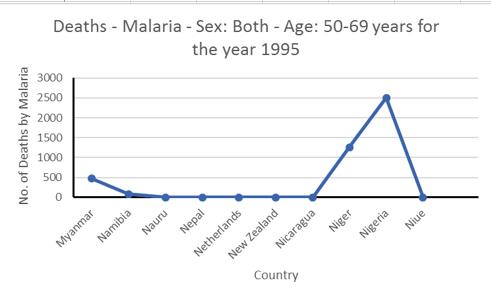 Deaths - Malaria - Sex: Both - Age: 50-69 years for
the year 1995
No. of Deaths by Malaria
3000
2500
2000
1500
1000
500
0
Myanmar
Namibia
Nauru
Nepal
Netherlands
New Zealand
Nicaragua
Niger
Nigeria
Niue
Country